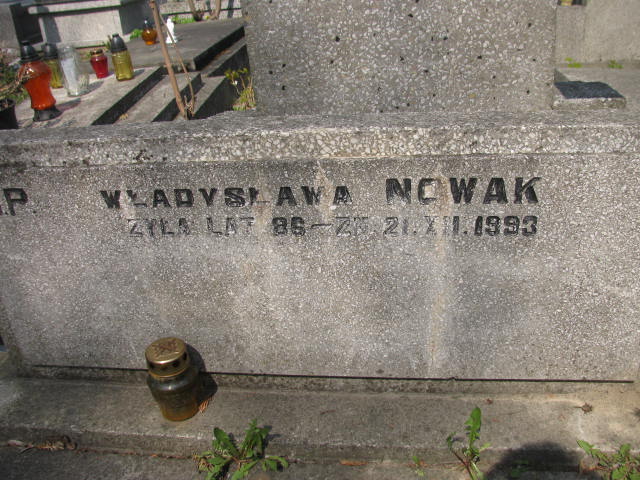 .P. WŁADYSŁAWA NOWAK
ŻYŁA LAT 86 – ZM. 21.XII.1993